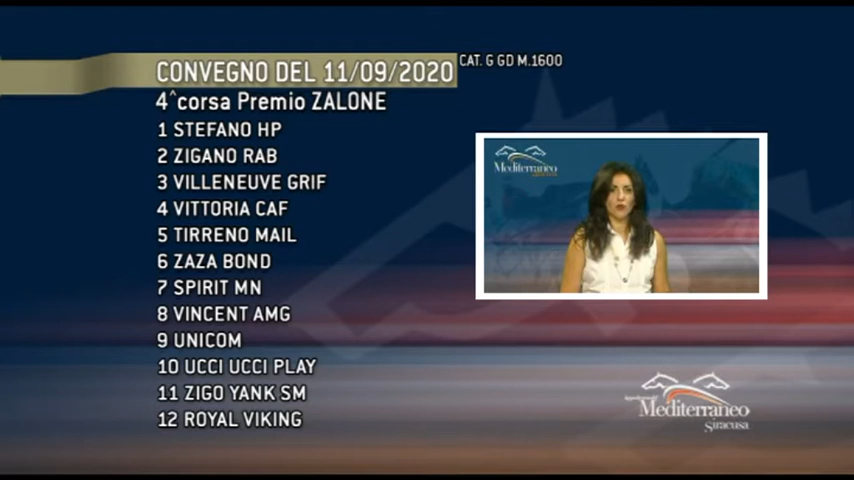 CONVEGNO DEL 11/09/2020
CAT. G GD M.1600
4^corsa Premio ZALONE
1 STEFANO HP
2 ZIGANO RAB
3 VILLENEUVE GRIF
4 VITTORIA CAF
5 TIRRENO MAIL
6 ZAZA BOND
7 SPIRIT MN
8 VINCENT AMG
9 UNICOM
10 UCCI UCCI PLAY
11 ZIGO YANK SM
12 ROYAL VIKING
Mediterraneo
Mediterraneo
Siracusa